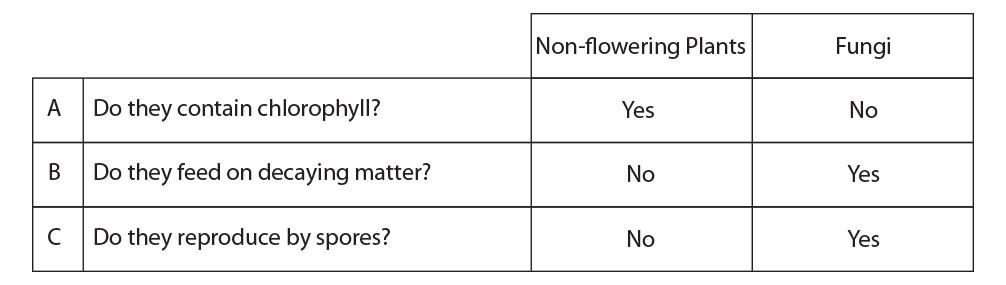 Non-flowering Plants Fungi
A Do they contain chlorophyll? Yes No
B Do they feed on decaying matter? No Yes
C Do they reproduce by spores? No Yes